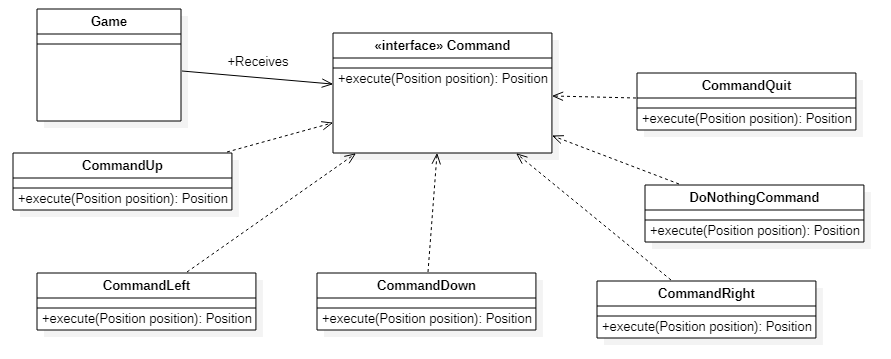 Game
«interface» Command
+Receives
+execute(Position position): Position
CommandQuit
+execute(Position position): Position
CommandUp
+execute(Position position): Position
DoNothingCommand
+execute(Position position): Position
CommandLeft
+execute(Position position): Position
CommandDown
+execute(Position position): Position
CommandRight
+execute(Position position): Position